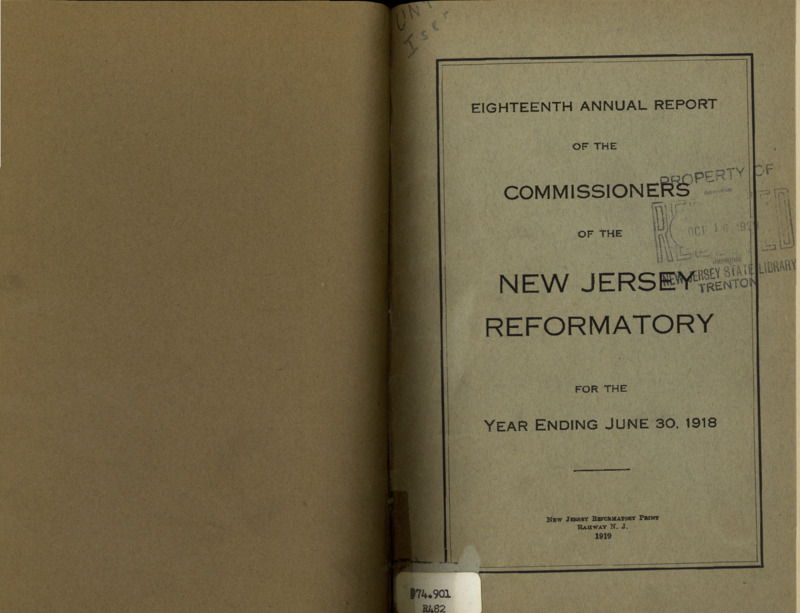 EIGHTEENTH ANNUAL REPORT
OF THE
COMMISSIONERS
OF THE
NEW JERSEY
REFORMATORY
FOR THE
YEAR ENDING JUNE 30, 1918
NEW JERSEY REFORMATORY PRINT
RAHWAY N. J.
1919
PROPERTY OF
NEW JERSEY STATE LIBRARY
TRENTON
74.901
R482